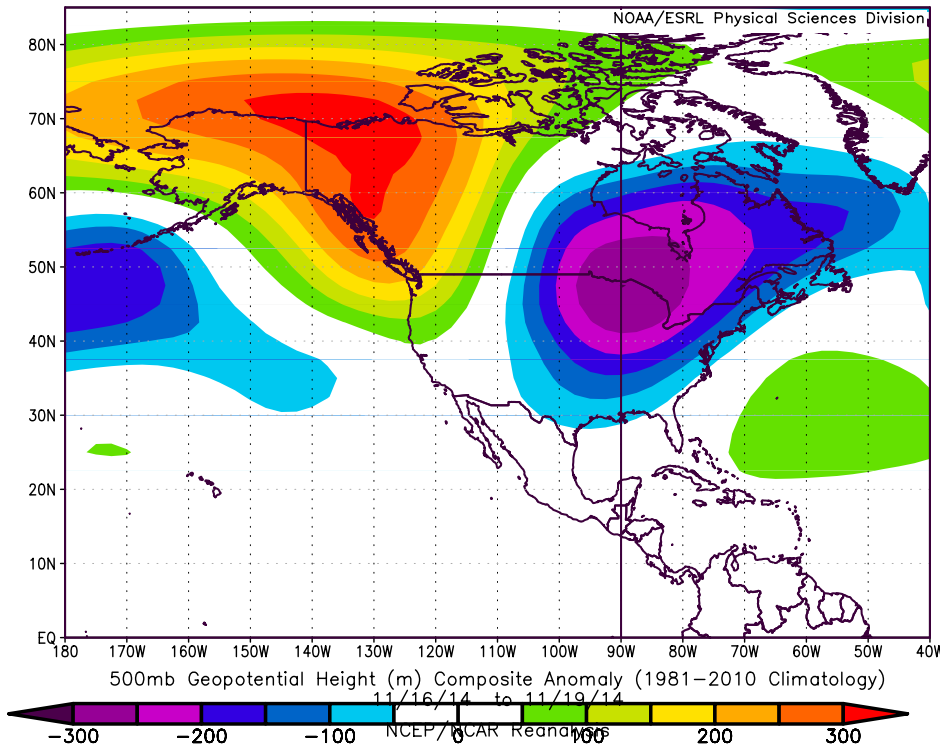 NOAA/ESRL Physical Sciences Division
80N
70N
60N
50N
40N
30N
20N
10N
EQ
180 170W 160W 150W 140W 130W 120W 110W 100W 90W 80W 70W 60W 50W 40W
500mb Geopotential Height (m) Composite Anomaly (1981-2010 Climatology)
11/16/14 to 11/19/14
NCEP/NCAR Reanalysis
-300 -200 -100 0 100 200 300